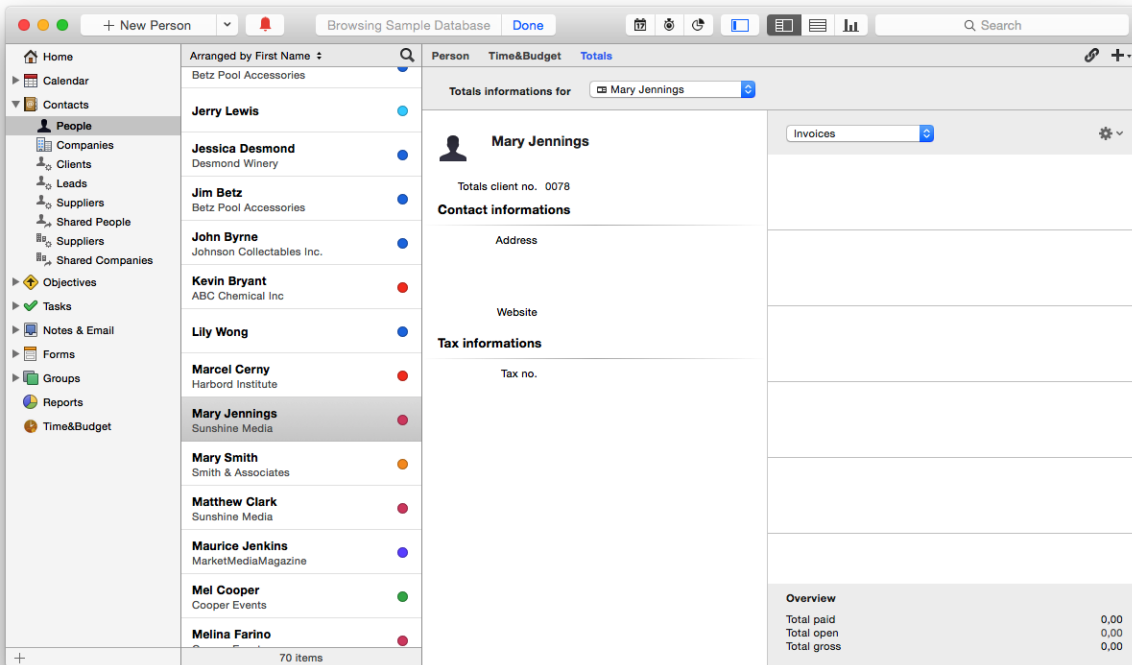 + New Person
Browsing Sample Database
Done
17
Search
Home
Calendar
Contacts
People
Companies
Clients
Leads
Suppliers
Shared People
Suppliers
Shared Companies
Objectives
Tasks
Notes & Email
Forms
Groups
Reports
Time&Budget
Arranged by First Name
Betz Pool Accessories
Jerry Lewis
Jessica Desmond
Desmond Winery
Jim Betz
Betz Pool Accessories
John Byrne
Johnson Collectables Inc.
Kevin Bryant
ABC Chemical Inc
Lily Wong
Marcel Cerny
Harbord Institute
Mary Jennings
Sunshine Media
Mary Smith
Smith & Associates
Matthew Clark
Sunshine Media
Maurice Jenkins
MarketMediaMagazine
Mel Cooper
Cooper Events
Melina Farino
70 items
Person Time&Budget Totals
Totals informations for Mary Jennings
Mary Jennings
Totals client no. 0078
Contact informations
Address
Website
Tax informations
Tax no.
Invoices
Overview
Total paid 0,00
Total open 0,00
Total gross 0,00